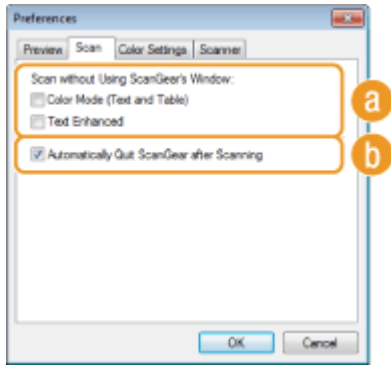 Preferences
Preview Scan Color Settings Scanner
Scan without Using ScanGear's Window:
Color Mode (Text and Table)
Text Enhanced
a
Automatically Quit ScanGear after Scanning
b
OK Cancel